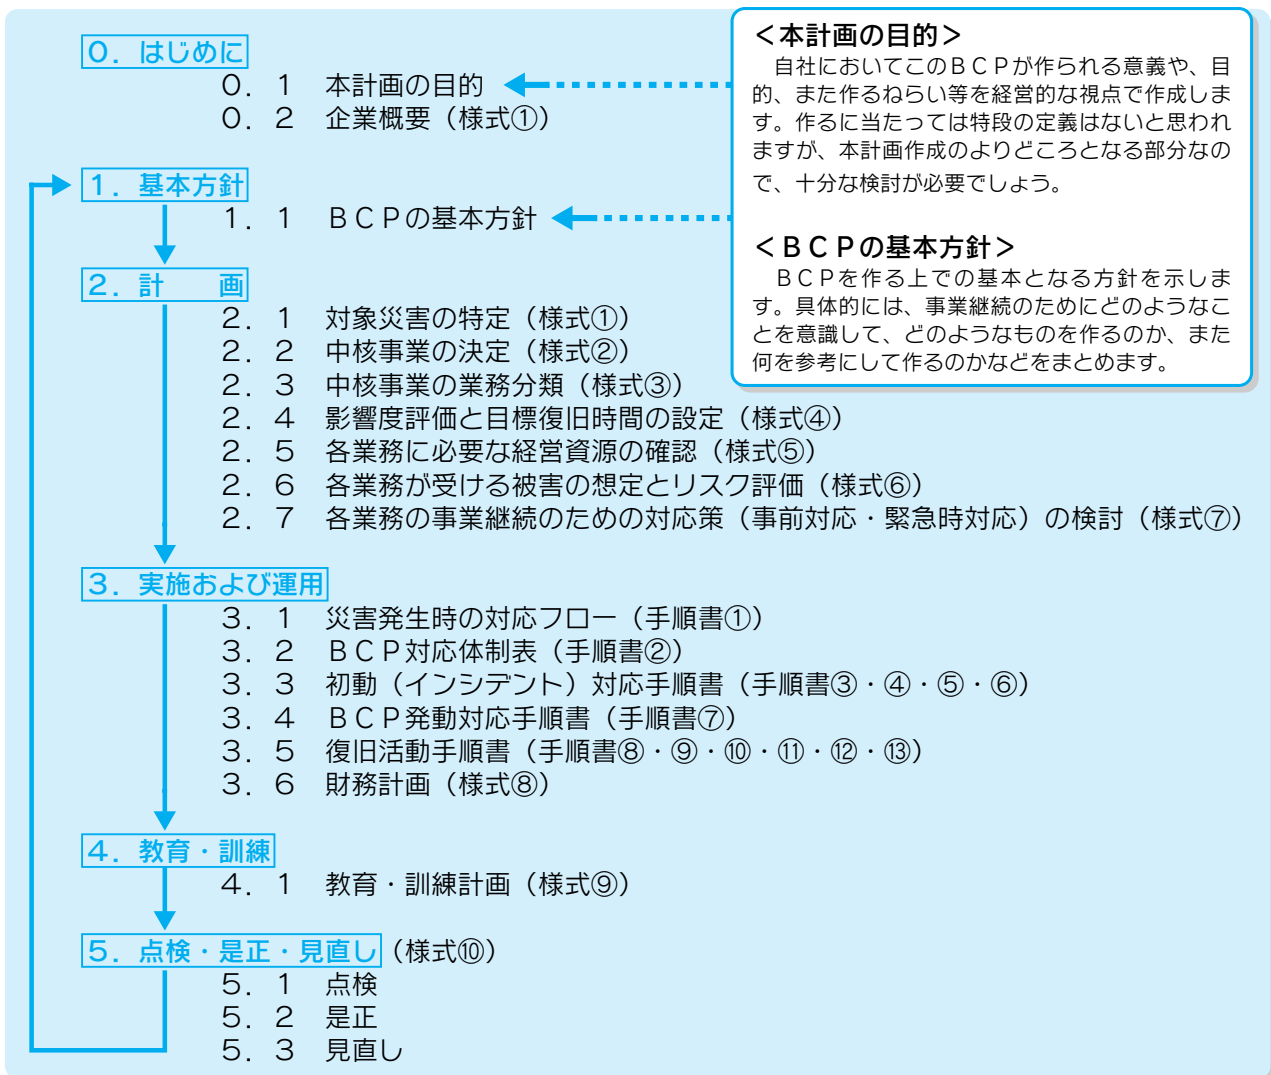 ０．はじめに
０．１　本計画の目的
０．２　企業概要（様式①）
＜本計画の目的＞
　自社においてこのＢＣＰが作られる意義や、目
的、また作るねらい等を経営的な視点で作成しま
す。作るに当たっては特段の定義はないと思われ
ますが、本計画作成のよりどころとなる部分なの
で、十分な検討が必要でしょう。
＜ＢＣＰの基本方針＞
　ＢＣＰを作る上での基本となる方針を示しま
す。具体的には、事業継続のためにどのようなこ
とを意識して、どのようなものを作るのか、また
何を参考にして作るのかなどをまとめます。
１．基本方針
１．１　ＢＣＰの基本方針
２．計　　画
２．１　対象災害の特定（様式①）
２．２　中核事業の決定（様式②）
２．３　中核事業の業務分類（様式③）
２．４　影響度評価と目標復旧時間の設定（様式④）
２．５　各業務に必要な経営資源の確認（様式⑤）
２．６　各業務が受ける被害の想定とリスク評価（様式⑥）
２．７　各業務の事業継続のための対応策（事前対応・緊急時対応）の検討（様式⑦）
３．実施および運用
３．１　災害発生時の対応フロー（手順書①）
３．２　ＢＣＰ対応体制表（手順書②）
３．３　初動（インシデント）対応手順書（手順書③・④・⑤・⑥）
３．４　ＢＣＰ発動対応手順書（手順書⑦）
３．５　復旧活動手順書（手順書⑧・⑨・⑩・⑪・⑫・⑬）
３．６　財務計画（様式⑧）
４．教育・訓練
４．１　教育・訓練計画（様式⑨）
５．点検・是正・見直し（様式⑩）
５．１　点検
５．２　是正
５．３　見直し